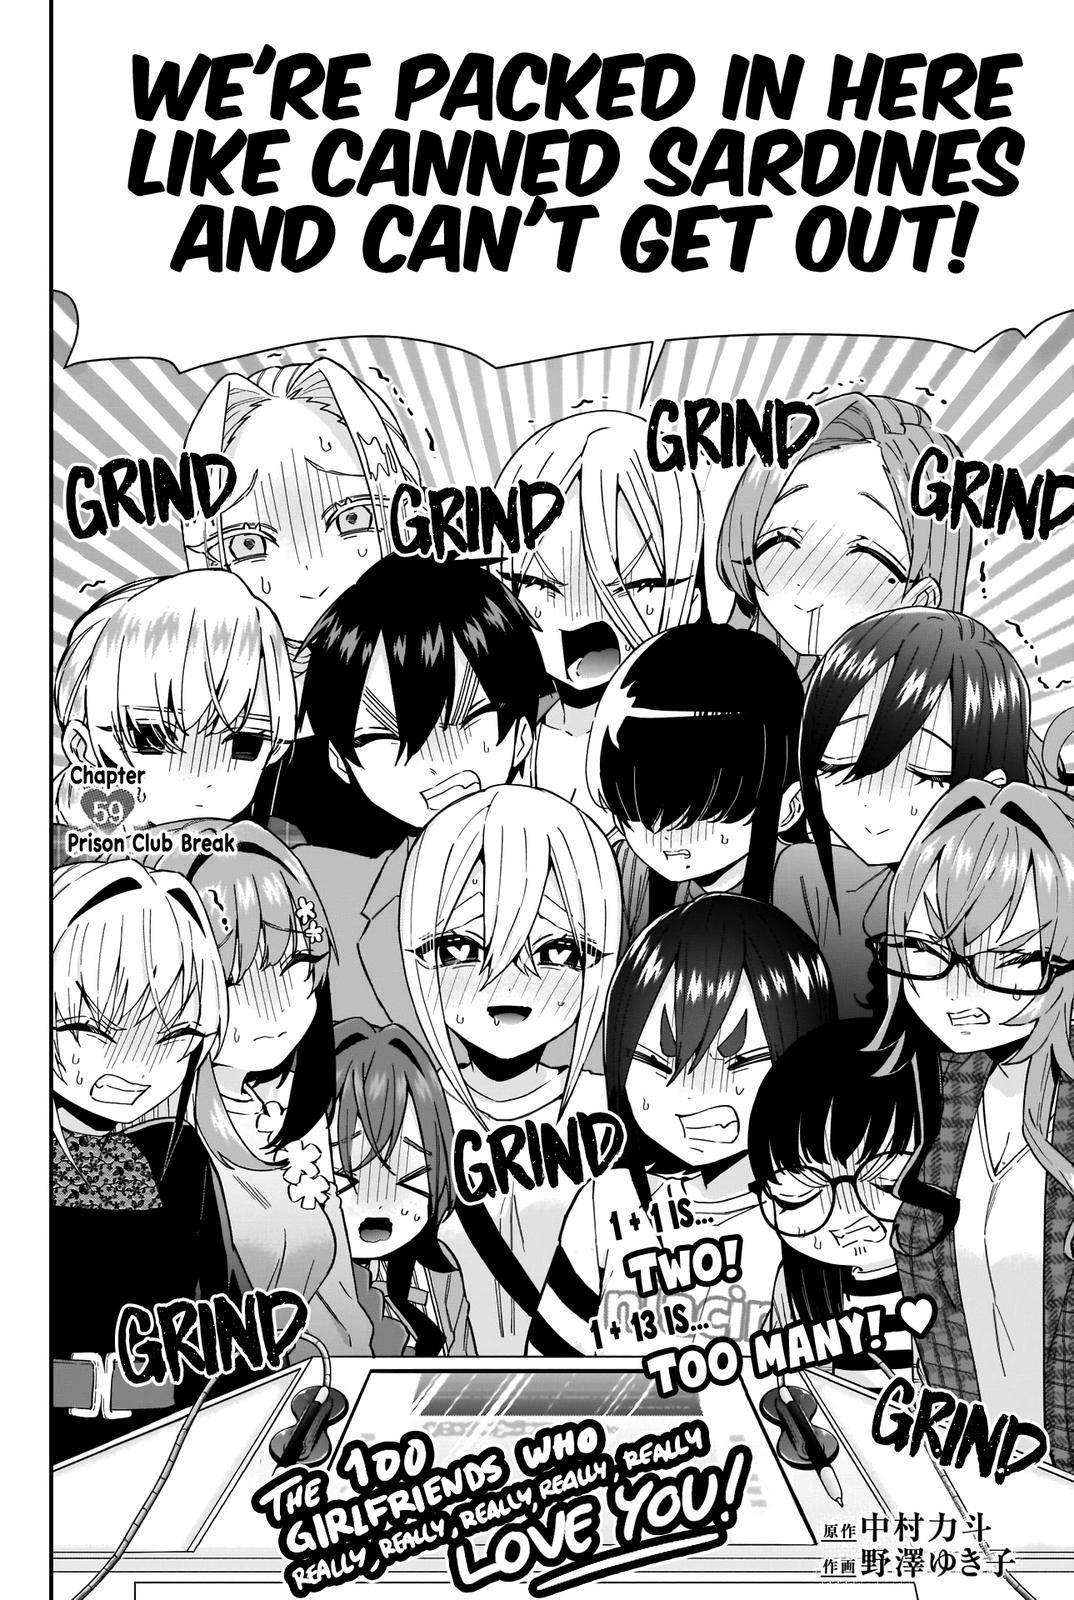 WE'RE PACKED IN HERE
LIKE CANNED SARDINES
AND CAN'T GET OUT!
GRIND
GRIND
GRIND
GRIND
Chapter
59
Prison Club Break
GRIND
1 + 1 IS...
TWO!
1 + 13 IS...
TOO MANY! ♥
GRIND
GRIND
THE 100
GIRLFRIENDS WHO
REALLY, REALLY, REALLY, REALLY, REALLY
LOVE YOU!
原作 中村力斗
作画 野澤ゆき子